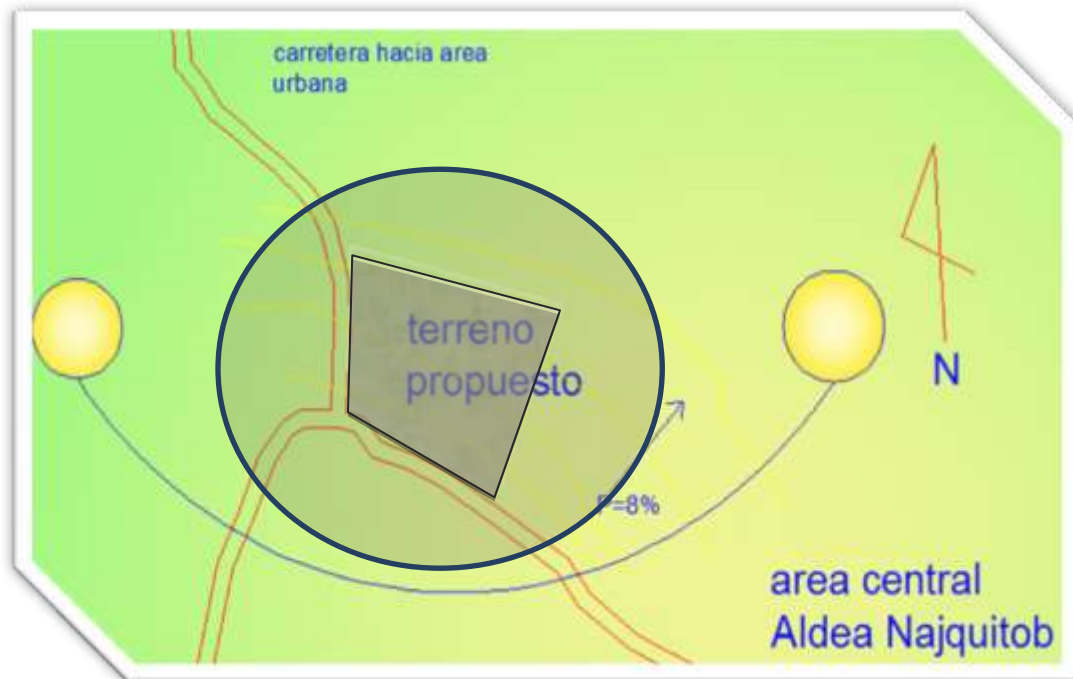 carretera hacia area
urbana
terreno
propuesto
N
P=8%
area central
Aldea Najquitob